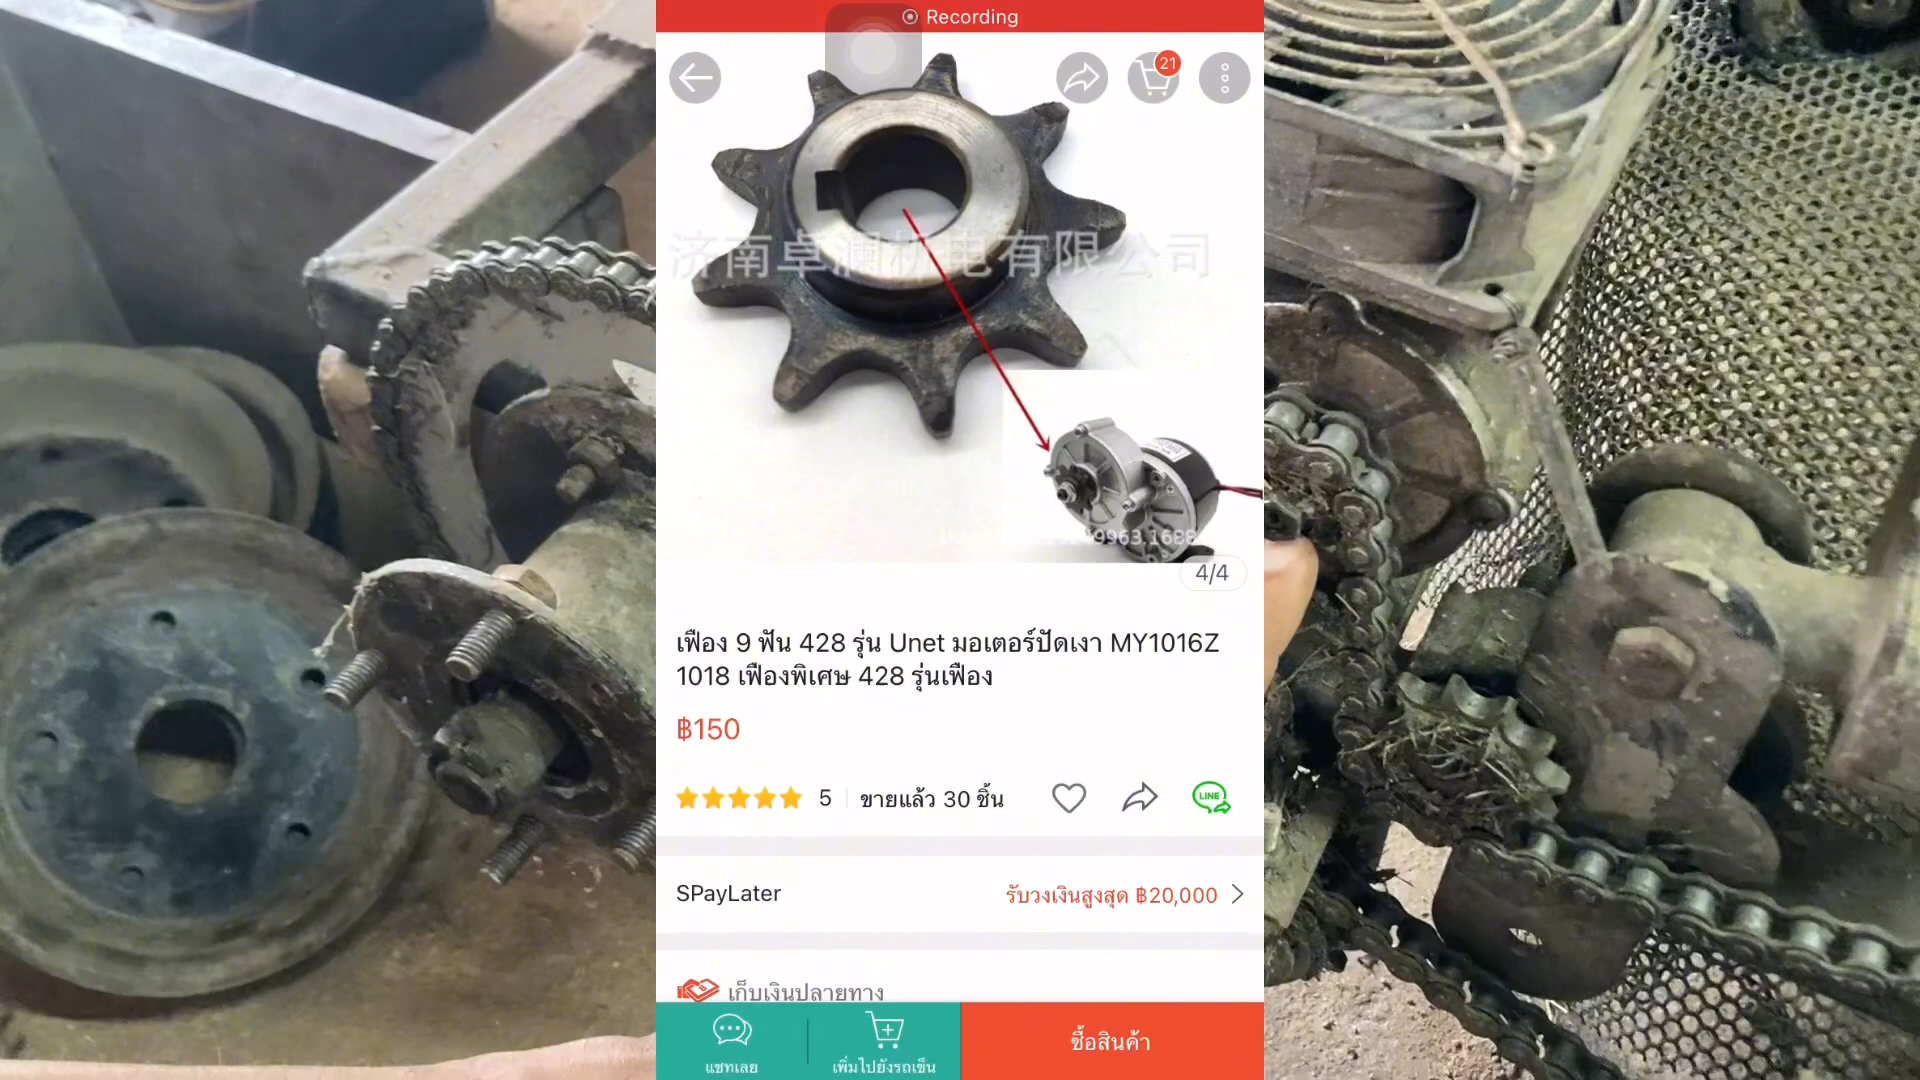 Recording
21
济南卓澜机电有限公司
9963.1688
4/4
เฟือง 9 ฟัน 428 รุ่น Unet มอเตอร์ปัดเงา MY1016Z
1018 เฟืองพิเศษ 428 รุ่นเฟือง
฿150
5 ขายแล้ว 30 ชิ้น
LINE
SPayLater
รับวงเงินสูงสุด ฿20,000
เก็บเงินปลายทาง
แชทเลย
เพิ่มไปยังรถเข็น
ซื้อสินค้า